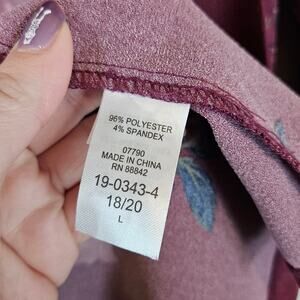 96% POLYESTER
4% SPANDEX
07790
MADE IN CHINA
RN 88842
19-0343-4
18/20
L